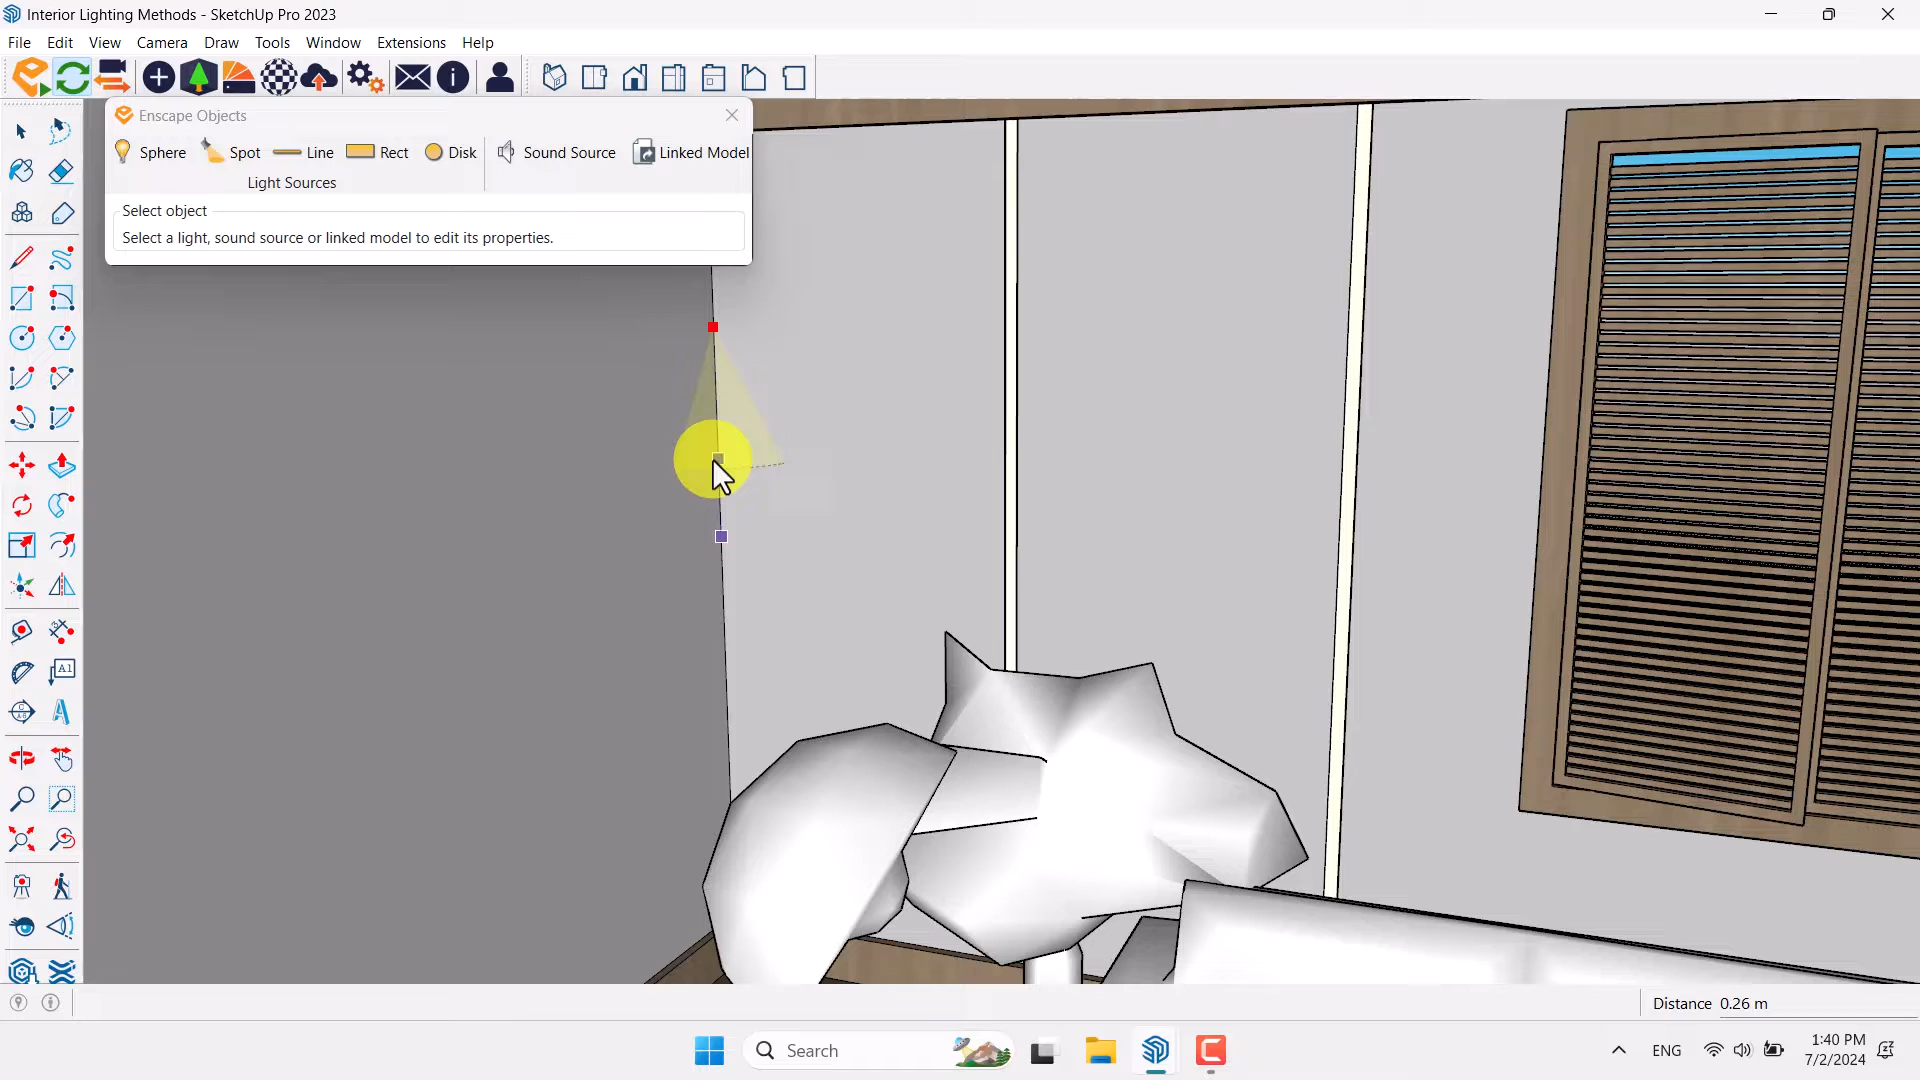 Interior Lighting Methods - SketchUp Pro 2023
File Edit View Camera Draw Tools Window Extensions Help
Enscape Objects
Sphere Spot Line Rect Disk Sound Source Linked Model
Light Sources
Select object
Select a light, sound source or linked model to edit its properties.
A1
Distance 0.26 m
Search
ENG
1:40 PM
7/2/2024